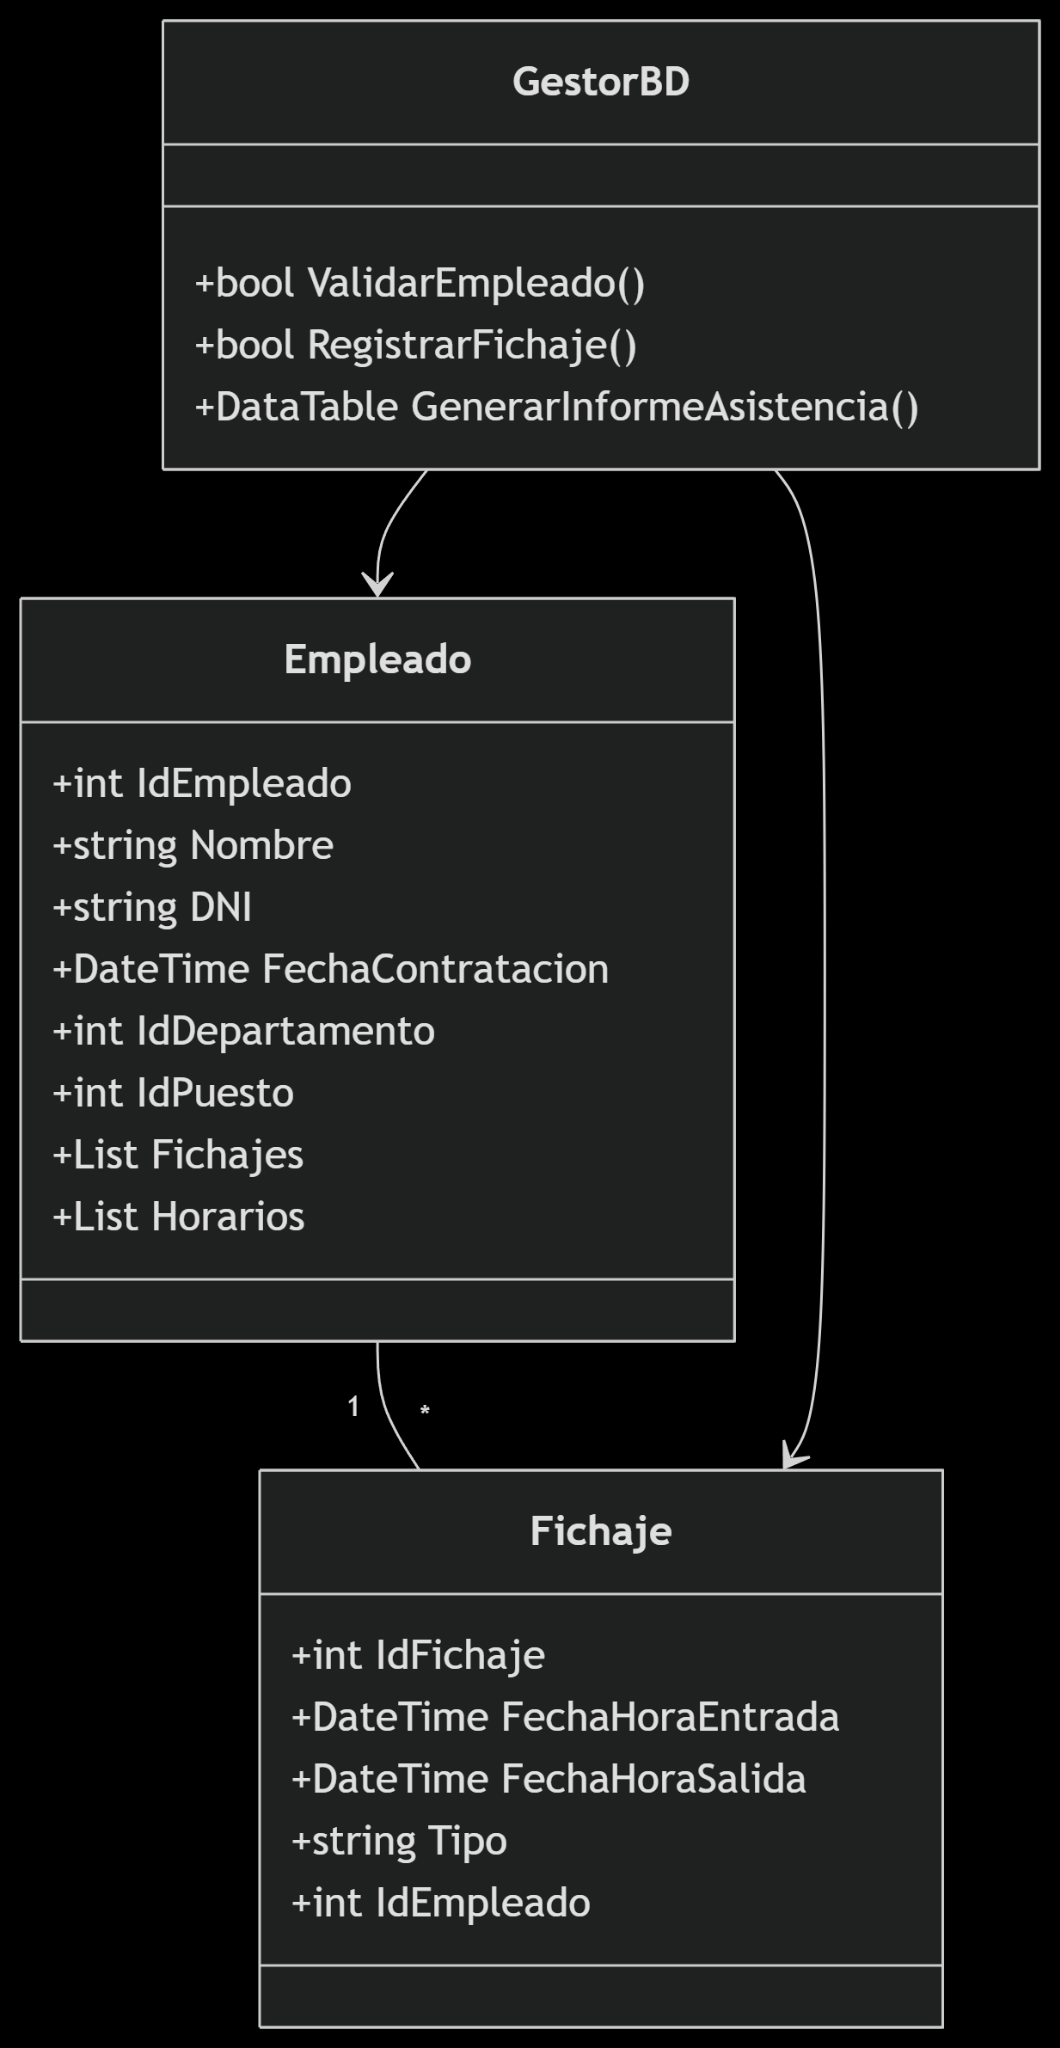 GestorBD
+bool ValidarEmpleado()
+bool RegistrarFichaje()
+DataTable GenerarInformeAsistencia()
Empleado
+int IdEmpleado
+string Nombre
+string DNI
+DateTime FechaContratacion
+int IdDepartamento
+int IdPuesto
+List Fichajes
+List Horarios
1 *
Fichaje
+int IdFichaje
+DateTime FechaHoraEntrada
+DateTime FechaHoraSalida
+string Tipo
+int IdEmpleado